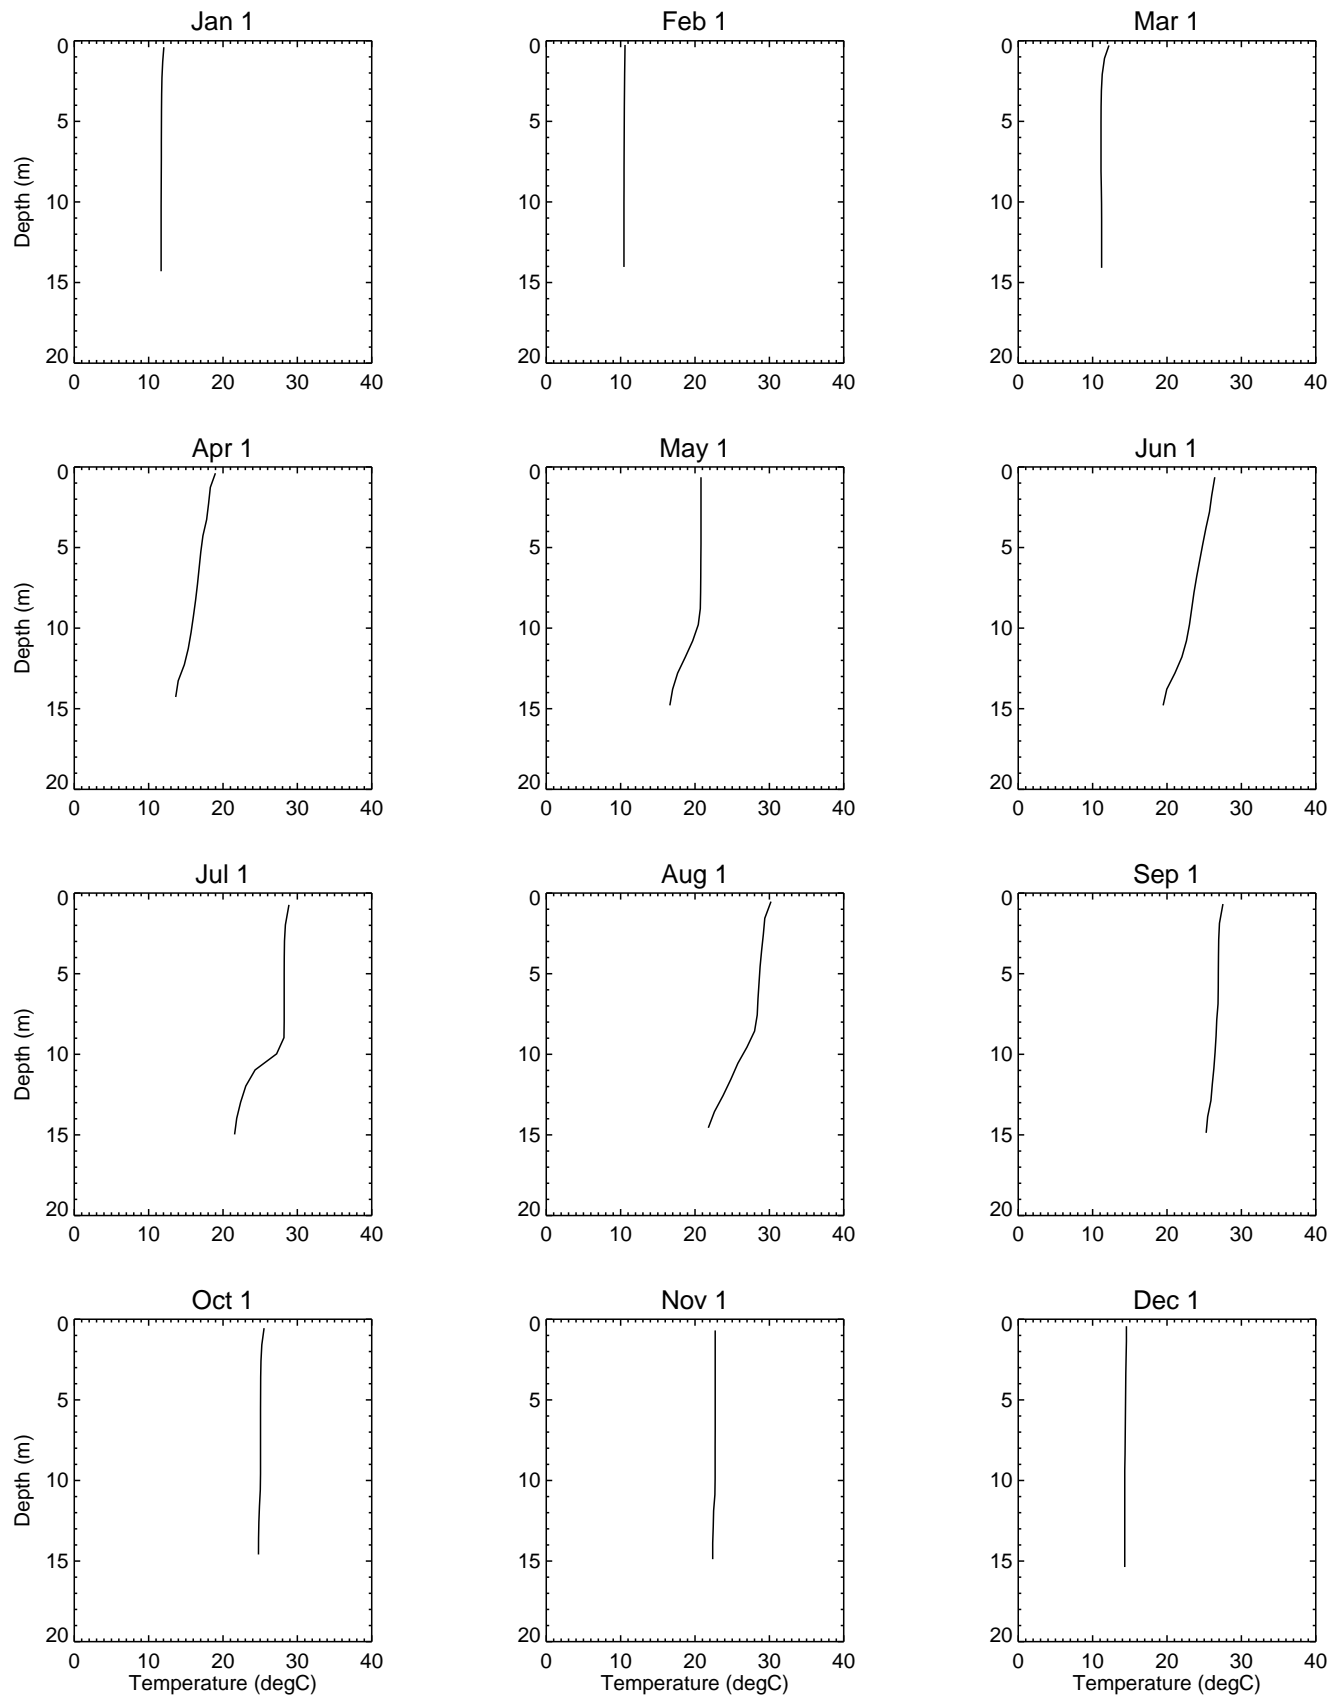 Jan 1 Feb 1 Mar 1
0 0 0
5 5 5
Depth (m)
10 10 10
15 15 15
20 20 20
0 10 20 30 40 0 10 20 30 40 0 10 20 30 40
Apr 1 May 1 Jun 1
0 0 0
5 5 5
Depth (m)
10 10 10
15 15 15
20 20 20
0 10 20 30 40 0 10 20 30 40 0 10 20 30 40
Jul 1 Aug 1 Sep 1
0 0 0
5 5 5
Depth (m)
10 10 10
15 15 15
20 20 20
0 10 20 30 40 0 10 20 30 40 0 10 20 30 40
Oct 1 Nov 1 Dec 1
0 0 0
5 5 5
Depth (m)
10 10 10
15 15 15
20 20 20
0 10 20 30 40 0 10 20 30 40 0 10 20 30 40
Temperature (degC) Temperature (degC) Temperature (degC)